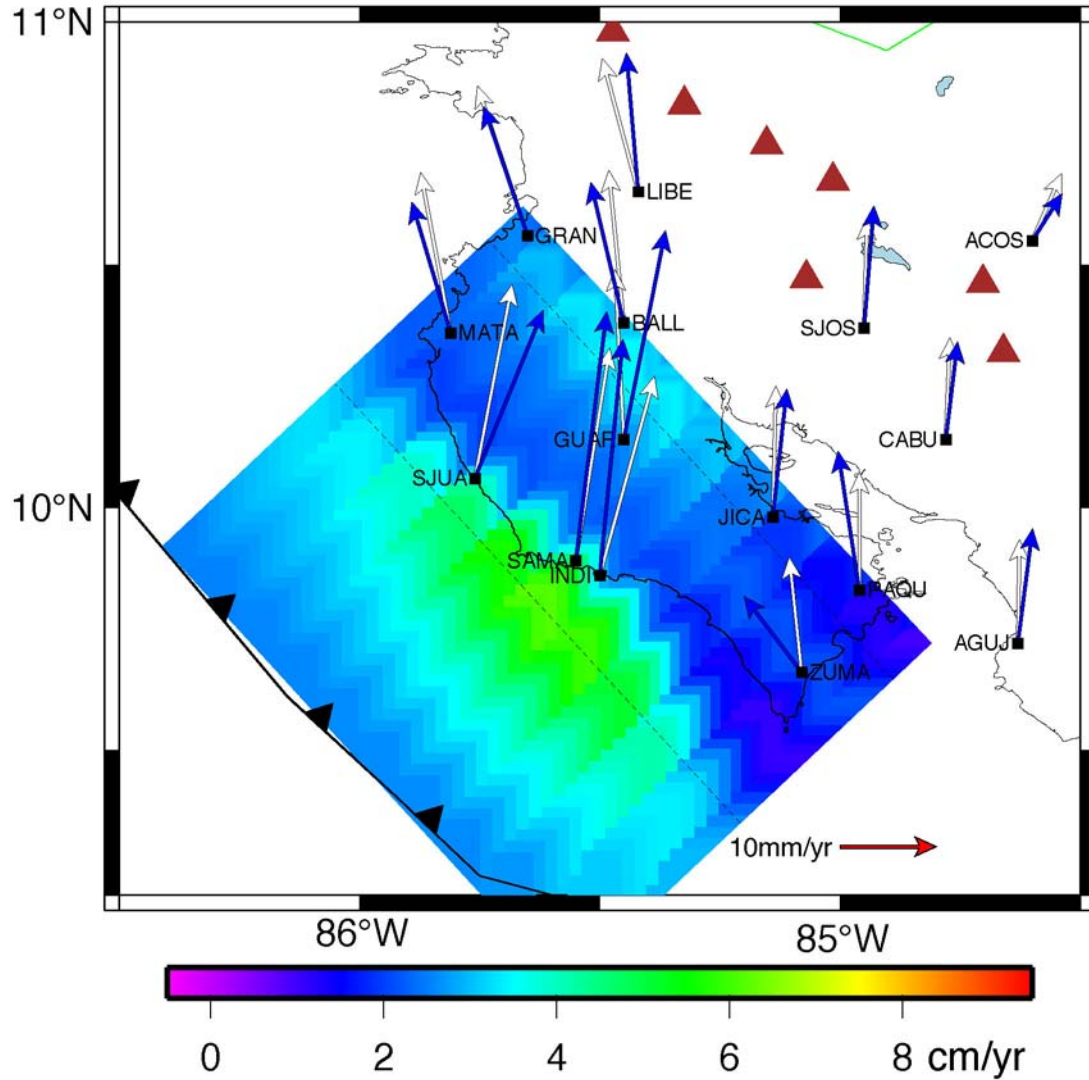 11°N
LIBE
GRAN
ACOS
BALL
SJOS
MATA
GUAR
CABU
SJUA
10°N
JICA
SAMA
INDI
PAQU
AGUJ
ZUMA
10mm/yr
86°W
85°W
0 2 4 6 8 cm/yr